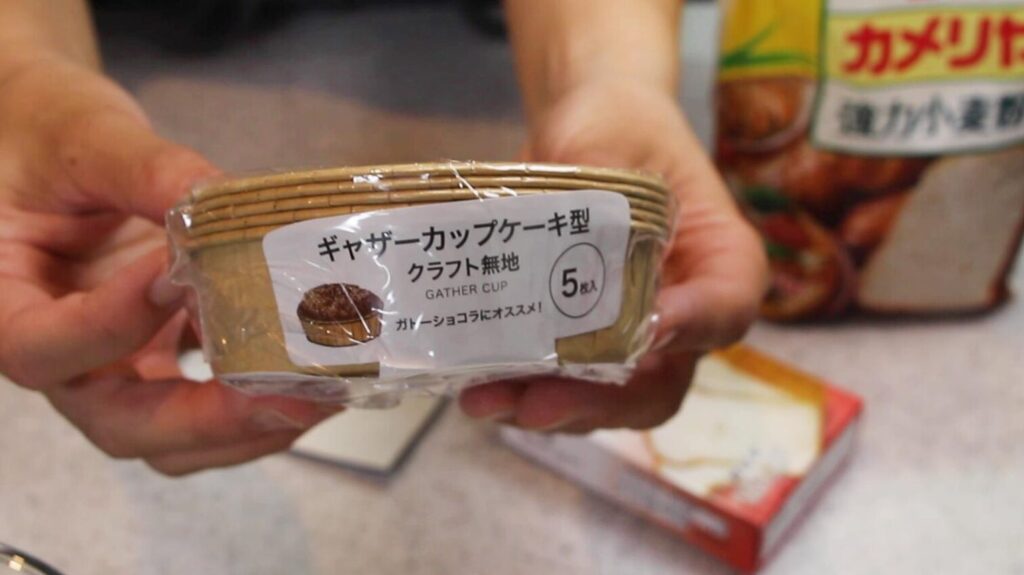 カメリヤ
強力小麦粉
ギャザーカップケーキ型
クラフト無地
GATHER CUP
5枚入
ガトーショコラにオススメ!